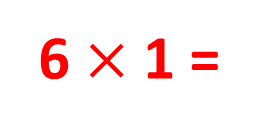 6 × 1 =